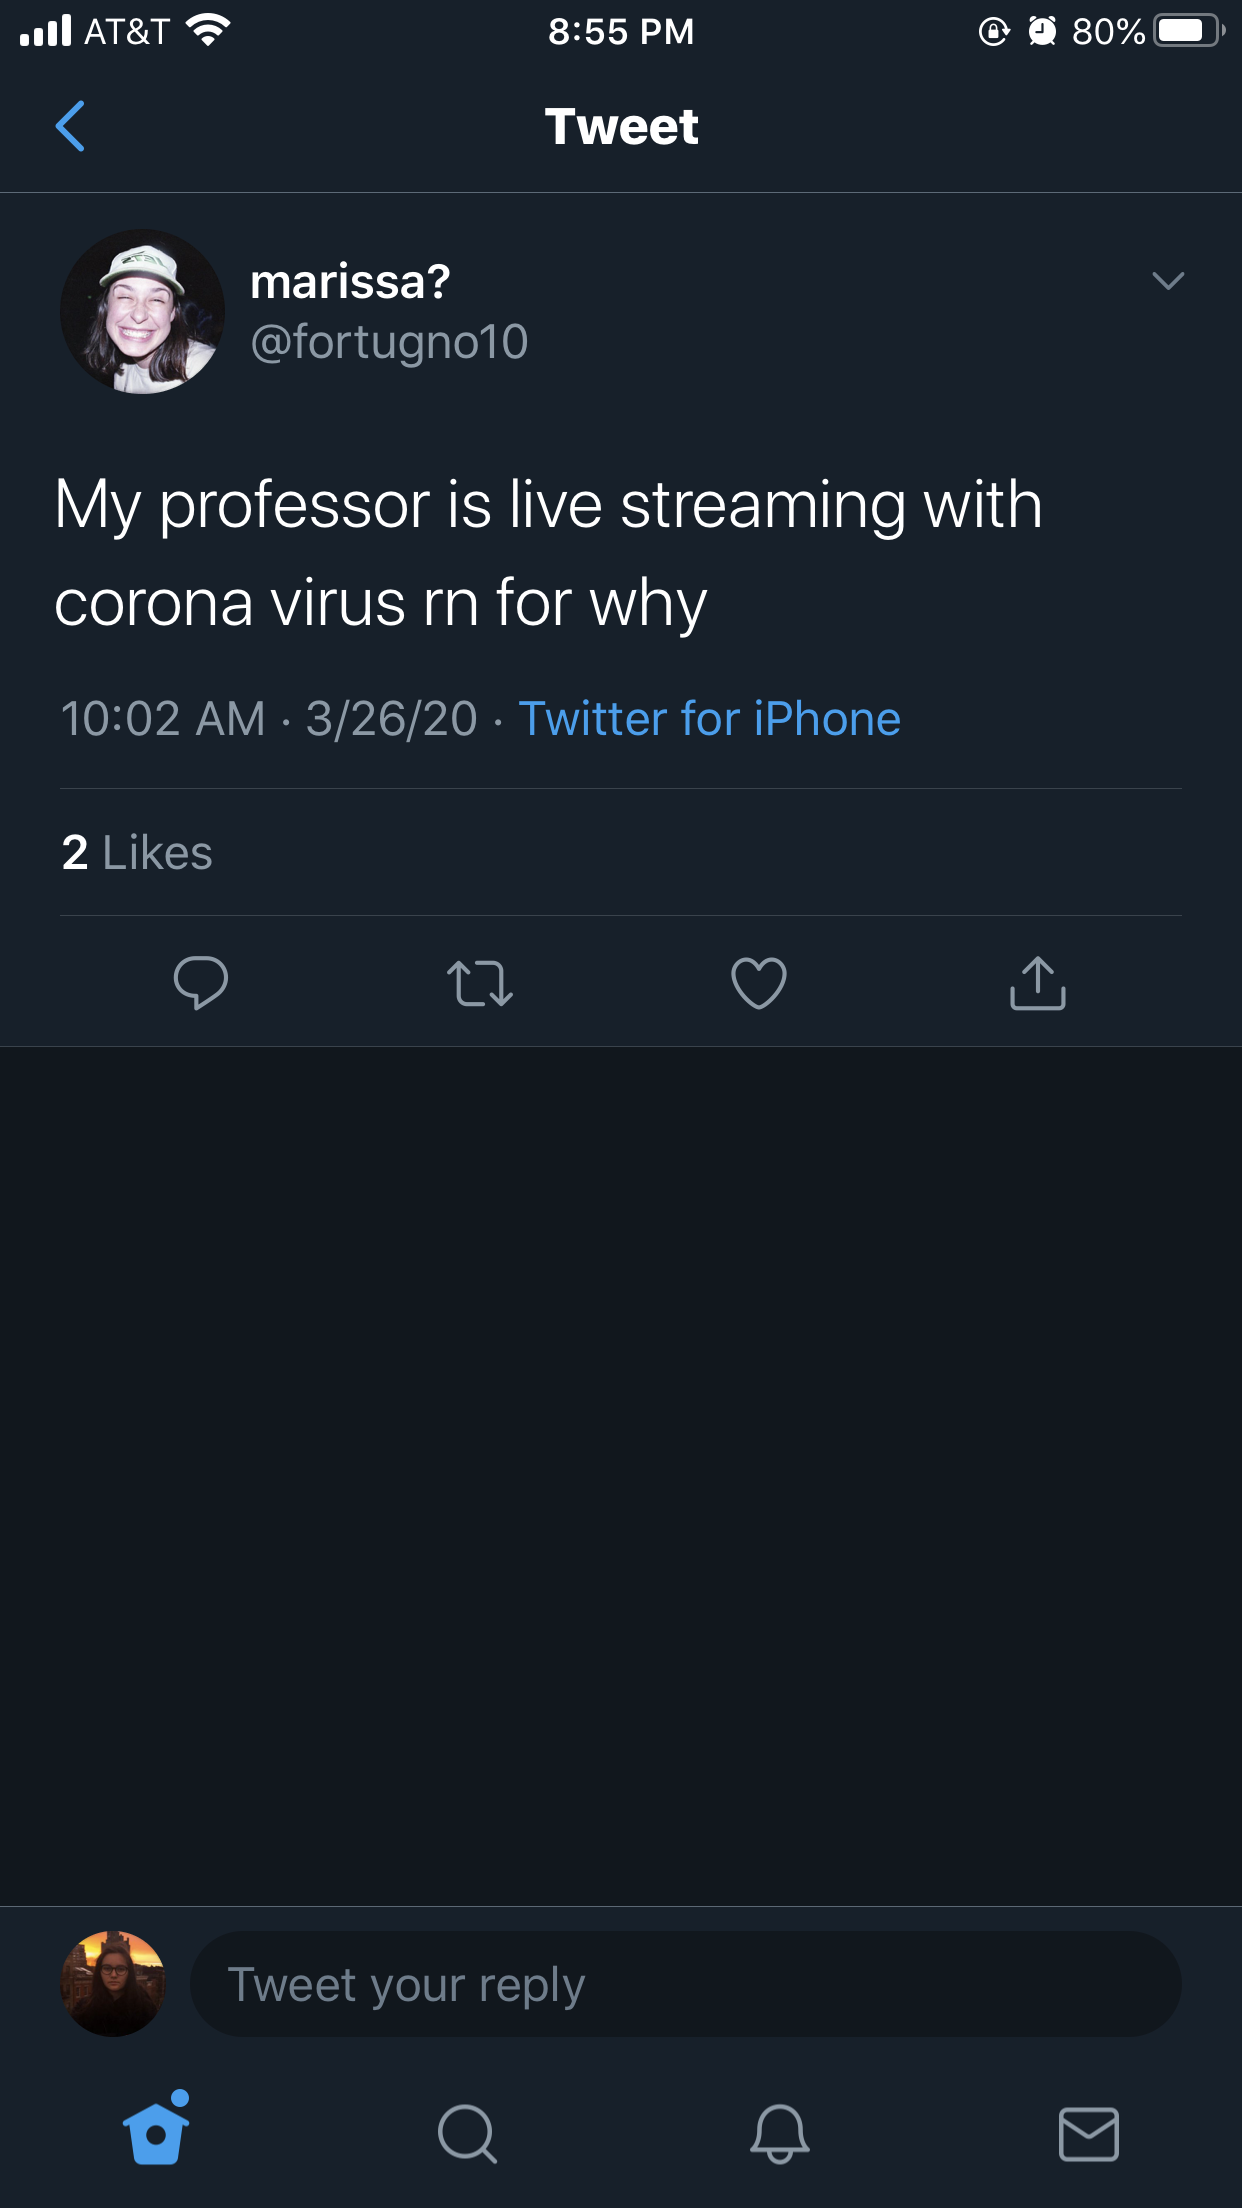 AT&T 8:55 PM 80%
Tweet
marissa?
@fortugno10
My professor is live streaming with
corona virus rn for why
10:02 AM · 3/26/20 · Twitter for iPhone
2 Likes
Tweet your reply